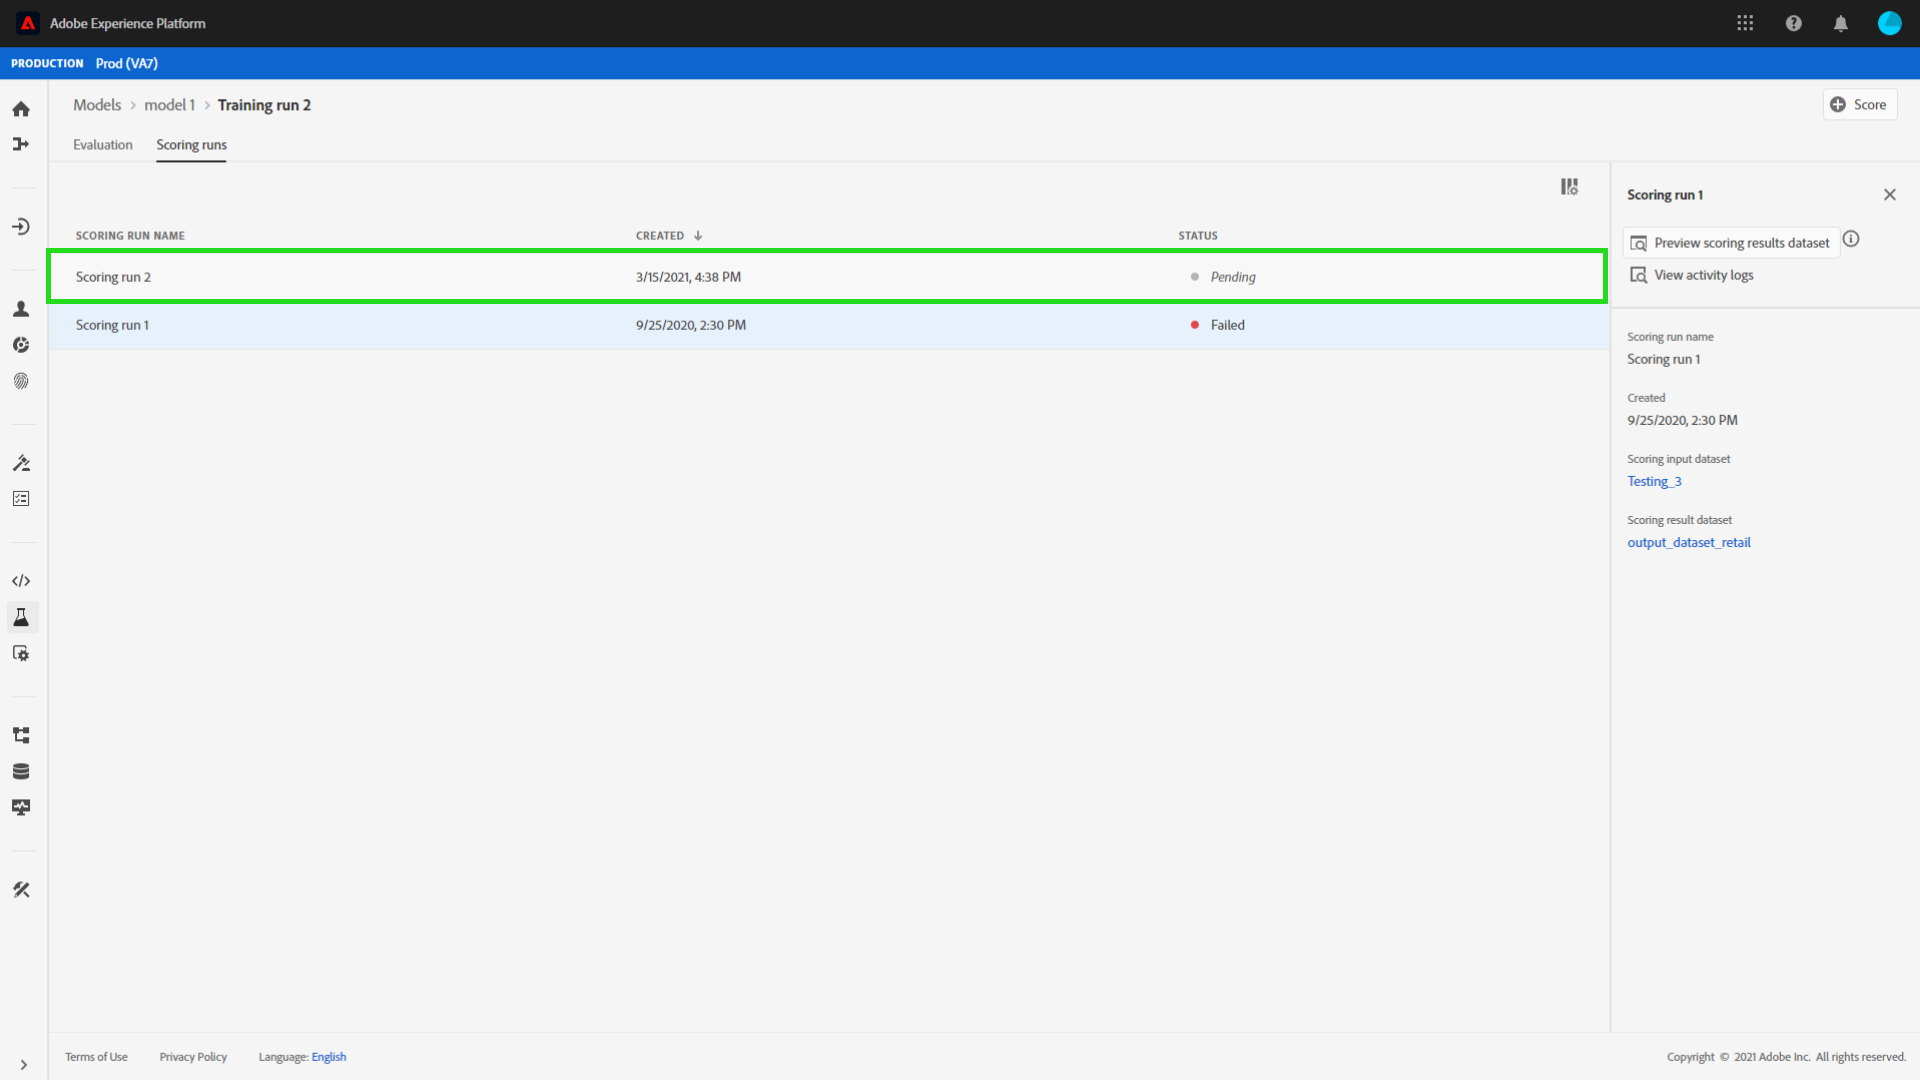 Adobe Experience Platform
PRODUCTION Prod (VA7)
Models > model 1 > Training run 2
Score
Evaluation Scoring runs
SCORING RUN NAME CREATED ↓ STATUS
Scoring run 2 3/15/2021, 4:38 PM Pending
Scoring run 1 9/25/2020, 2:30 PM Failed
Scoring run 1
Preview scoring results dataset
View activity logs
Scoring run name
Scoring run 1
Created
9/25/2020, 2:30 PM
Scoring input dataset
Testing_3
Scoring result dataset
output_dataset_retail
Terms of Use Privacy Policy Language: English
Copyright © 2021 Adobe Inc. All rights reserved.